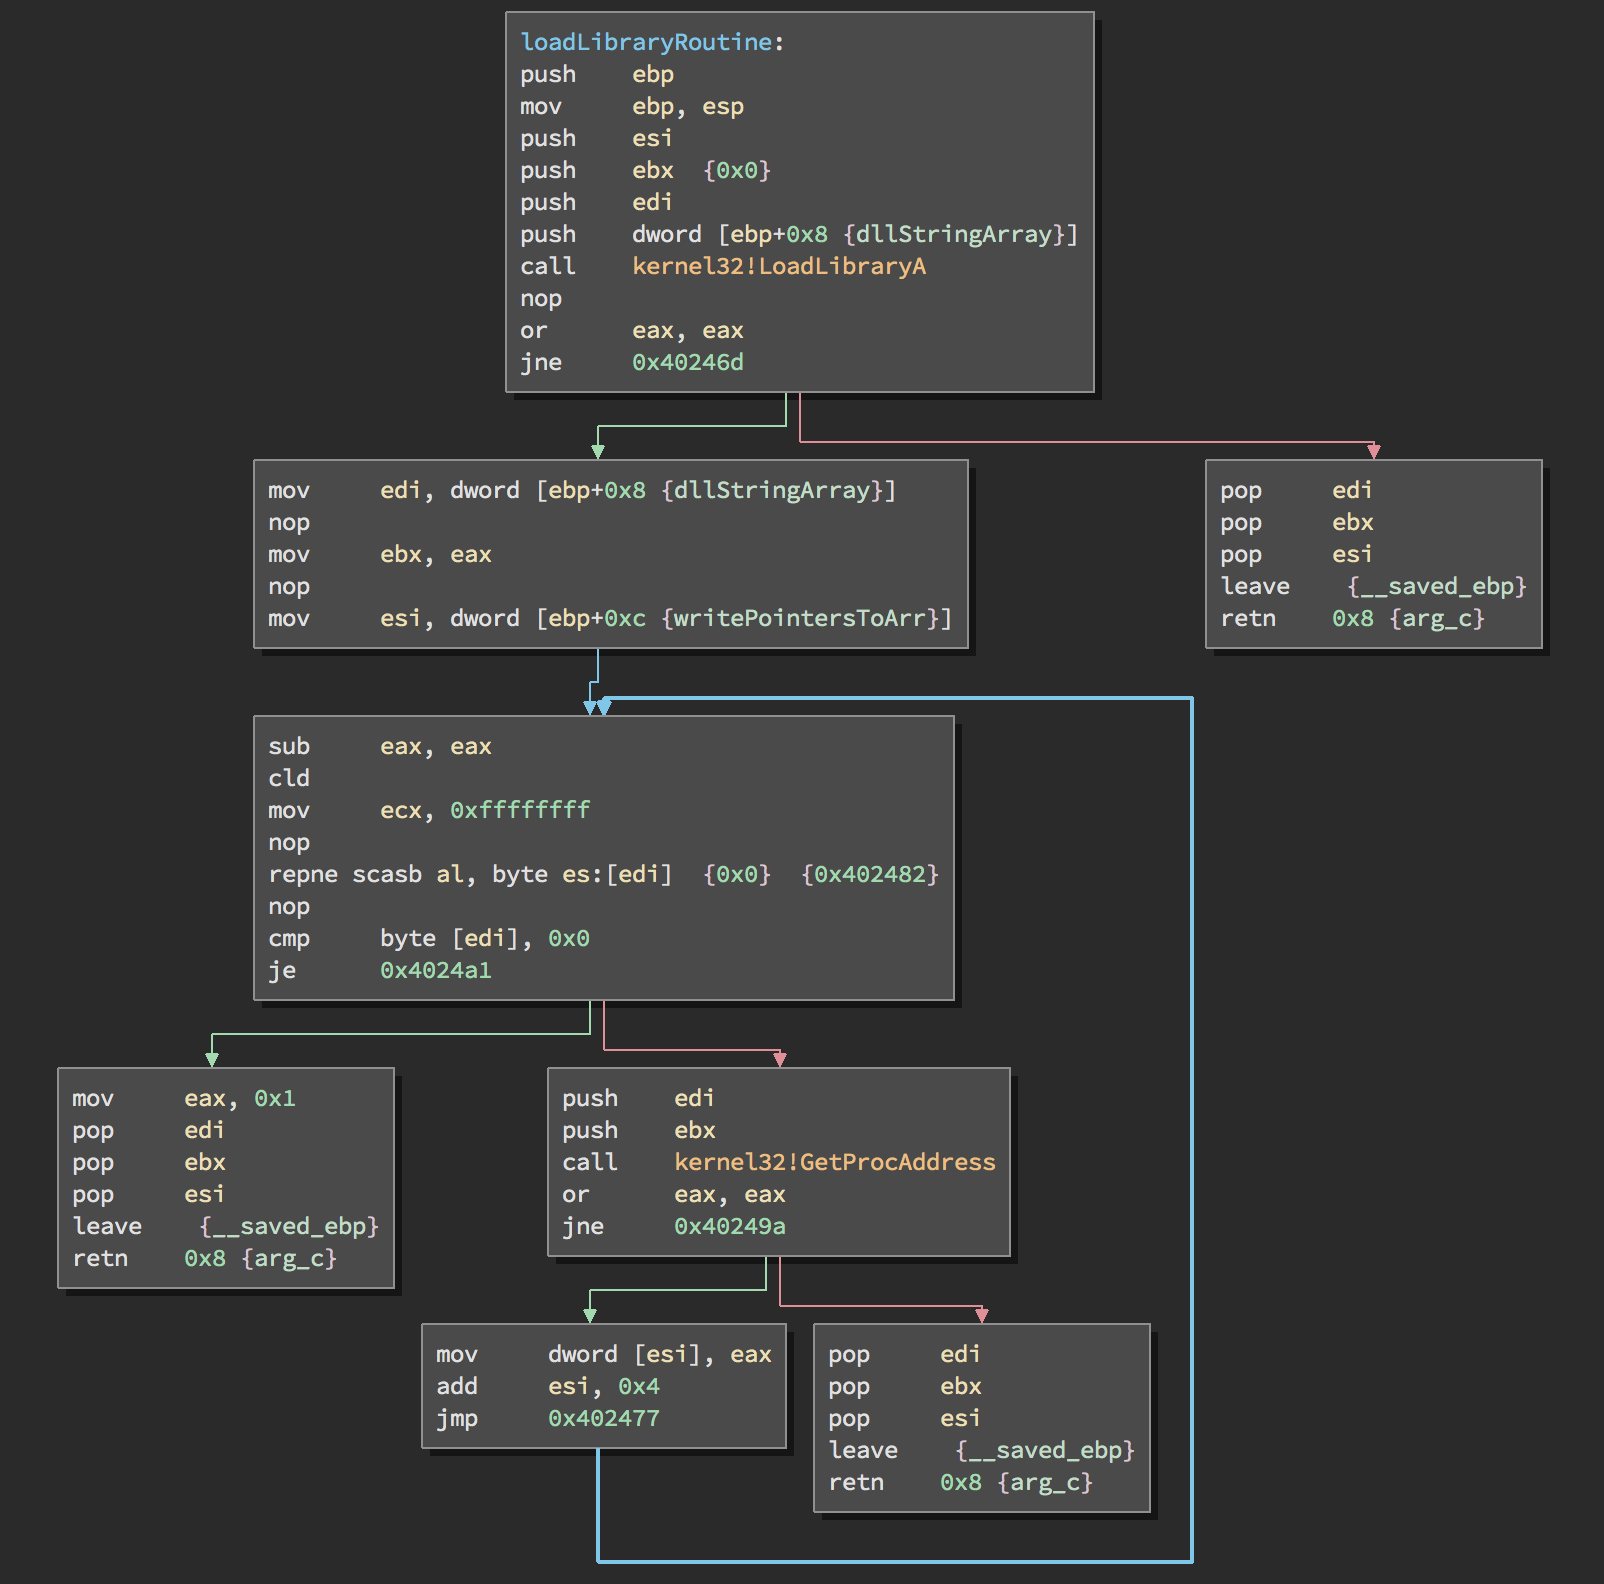 loadLibraryRoutine:
push ebp
mov ebp, esp
push esi
push ebx {0x0}
push edi
push dword [ebp+0x8 {dllStringArray}]
call kernel32!LoadLibraryA
nop
or eax, eax
jne 0x40246d
mov edi, dword [ebp+0x8 {dllStringArray}]
nop
mov ebx, eax
nop
mov esi, dword [ebp+0xc {writePointersToArr}]
pop edi
pop ebx
pop esi
leave {__saved_ebp}
retn 0x8 {arg_c}
sub eax, eax
cld
mov ecx, 0xffffffff
nop
repne scasb al, byte es:[edi] {0x0} {0x402482}
nop
cmp byte [edi], 0x0
je 0x4024a1
mov eax, 0x1
pop edi
pop ebx
pop esi
leave {__saved_ebp}
retn 0x8 {arg_c}
push edi
push ebx
call kernel32!GetProcAddress
or eax, eax
jne 0x40249a
mov dword [esi], eax
add esi, 0x4
jmp 0x402477
pop edi
pop ebx
pop esi
leave {__saved_ebp}
retn 0x8 {arg_c}